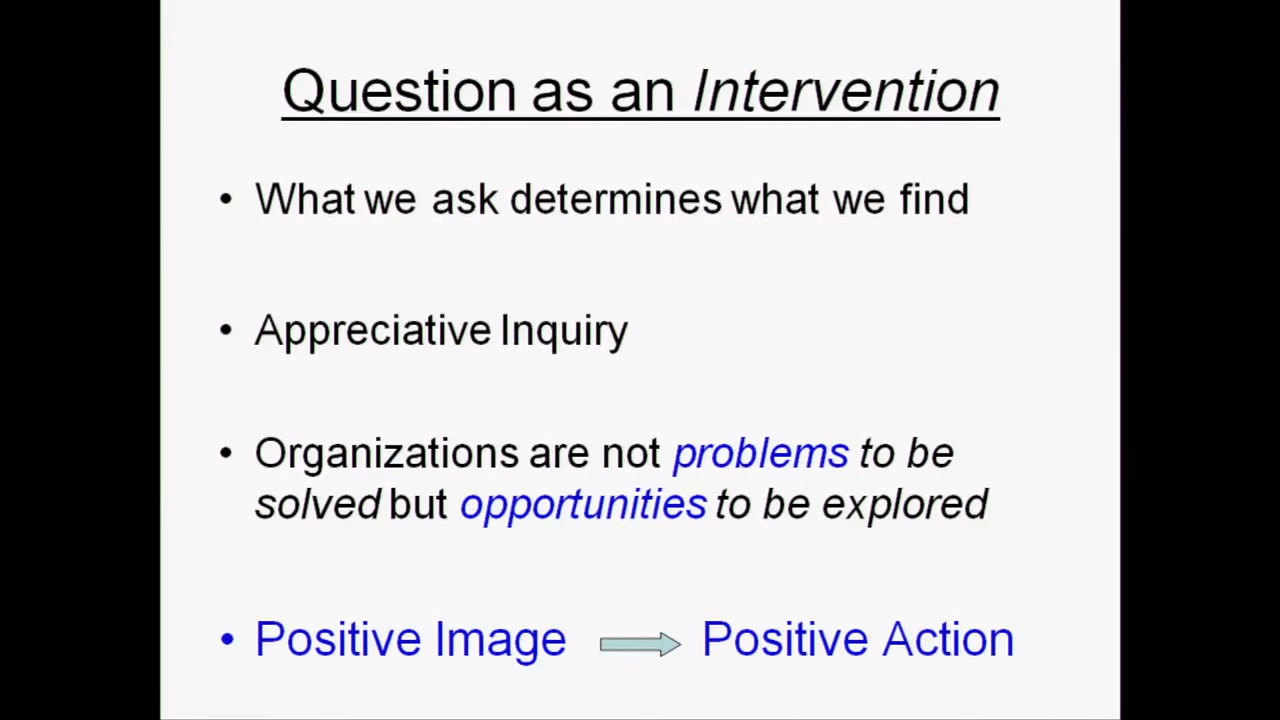 Question as an Intervention
• What we ask determines what we find
• Appreciative Inquiry
• Organizations are not problems to be
solved but opportunities to be explored
• Positive Image Positive Action